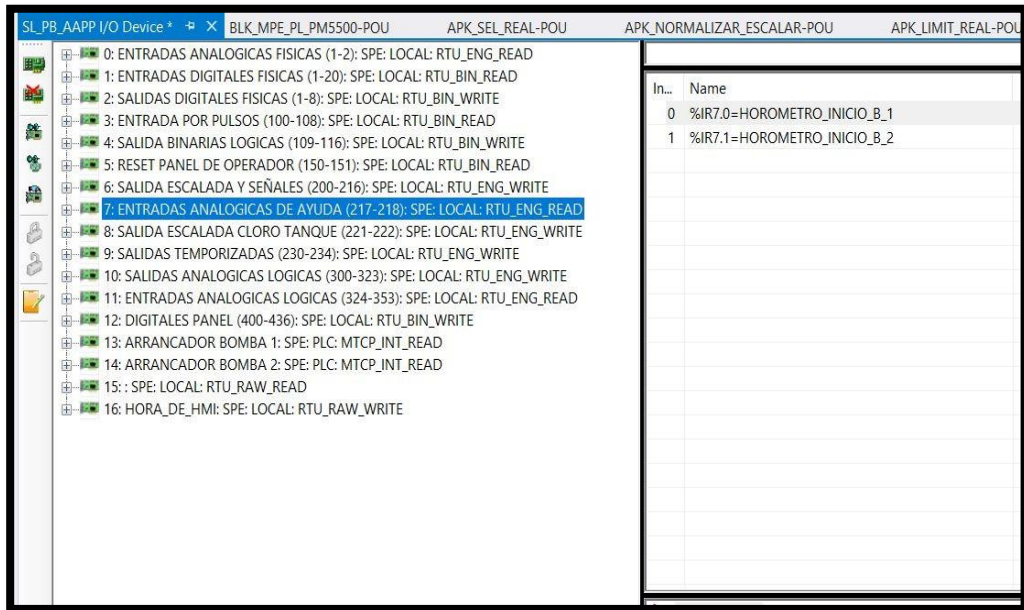 SL_PB_AAPP I/O Device * BLK_MPE_PL_PM5500-POU APK_SEL_REAL-POU APK_NORMALIZAR_ESCALAR-POU APK_LIMIT_REAL-POU
0: ENTRADAS ANALOGICAS FISICAS (1-2): SPE: LOCAL: RTU_ENG_READ
1: ENTRADAS DIGITALES FISICAS (1-20): SPE: LOCAL: RTU_BIN_READ
2: SALIDAS DIGITALES FISICAS (1-8): SPE: LOCAL: RTU_BIN_WRITE
3: ENTRADA POR PULSOS (100-108): SPE: LOCAL: RTU_BIN_READ
4: SALIDA BINARIAS LOGICAS (109-116): SPE: LOCAL: RTU_BIN_WRITE
5: RESET PANEL DE OPERADOR (150-151): SPE: LOCAL: RTU_BIN_READ
6: SALIDA ESCALADA Y SEÑALES (200-216): SPE: LOCAL: RTU_ENG_WRITE
7: ENTRADAS ANALOGICAS DE AYUDA (217-218): SPE: LOCAL: RTU_ENG_READ
8: SALIDA ESCALADA CLORO TANQUE (221-222): SPE: LOCAL: RTU_ENG_WRITE
9: SALIDAS TEMPORIZADAS (230-234): SPE: LOCAL: RTU_ENG_WRITE
10: SALIDAS ANALOGICAS LOGICAS (300-323): SPE: LOCAL: RTU_ENG_WRITE
11: ENTRADAS ANALOGICAS LOGICAS (324-353): SPE: LOCAL: RTU_ENG_READ
12: DIGITALES PANEL (400-436): SPE: LOCAL: RTU_BIN_WRITE
13: ARRANCADOR BOMBA 1: SPE: PLC: MTCP_INT_READ
14: ARRANCADOR BOMBA 2: SPE: PLC: MTCP_INT_READ
15: : SPE: LOCAL: RTU_RAW_READ
16: HORA_DE_HMI: SPE: LOCAL: RTU_RAW_WRITE
In... Name
0 %IR7.0=HOROMETRO_INICIO_B_1
1 %IR7.1=HOROMETRO_INICIO_B_2